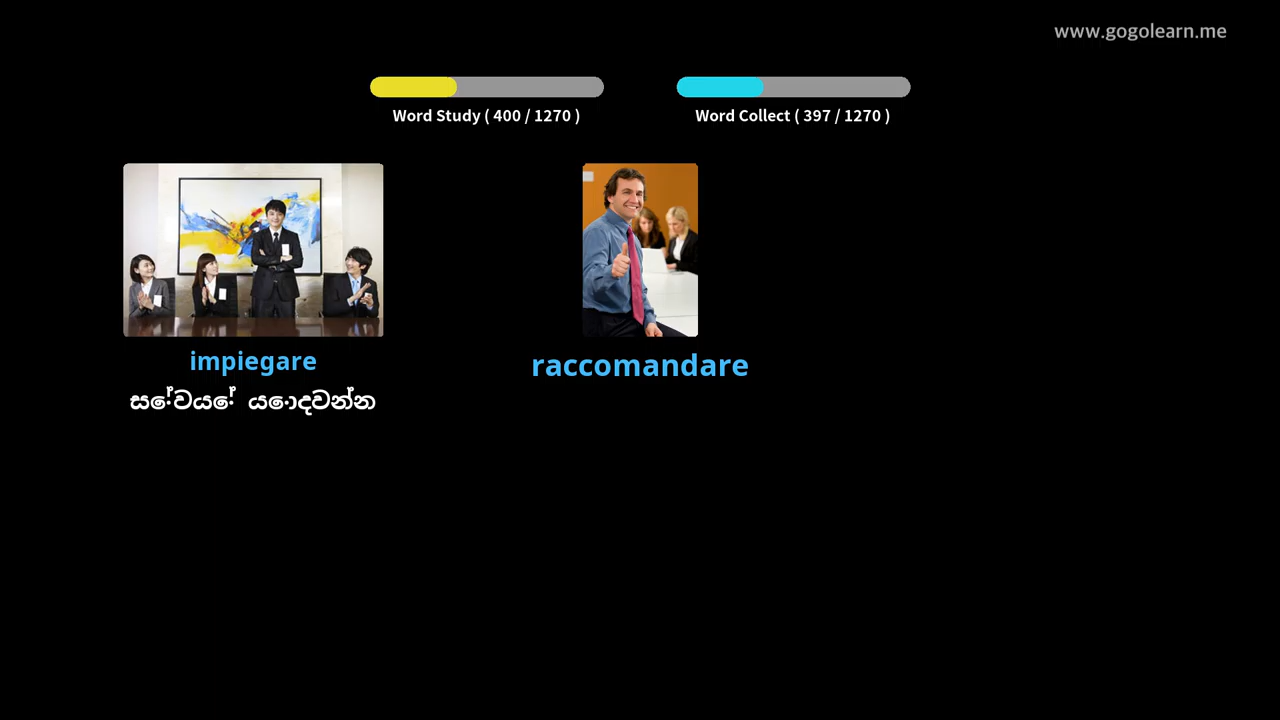 www.gogolearn.me
Word Study ( 400 / 1270 )
Word Collect ( 397 / 1270 )
impiegare
සේවයේ යොදවන්න
raccomandare